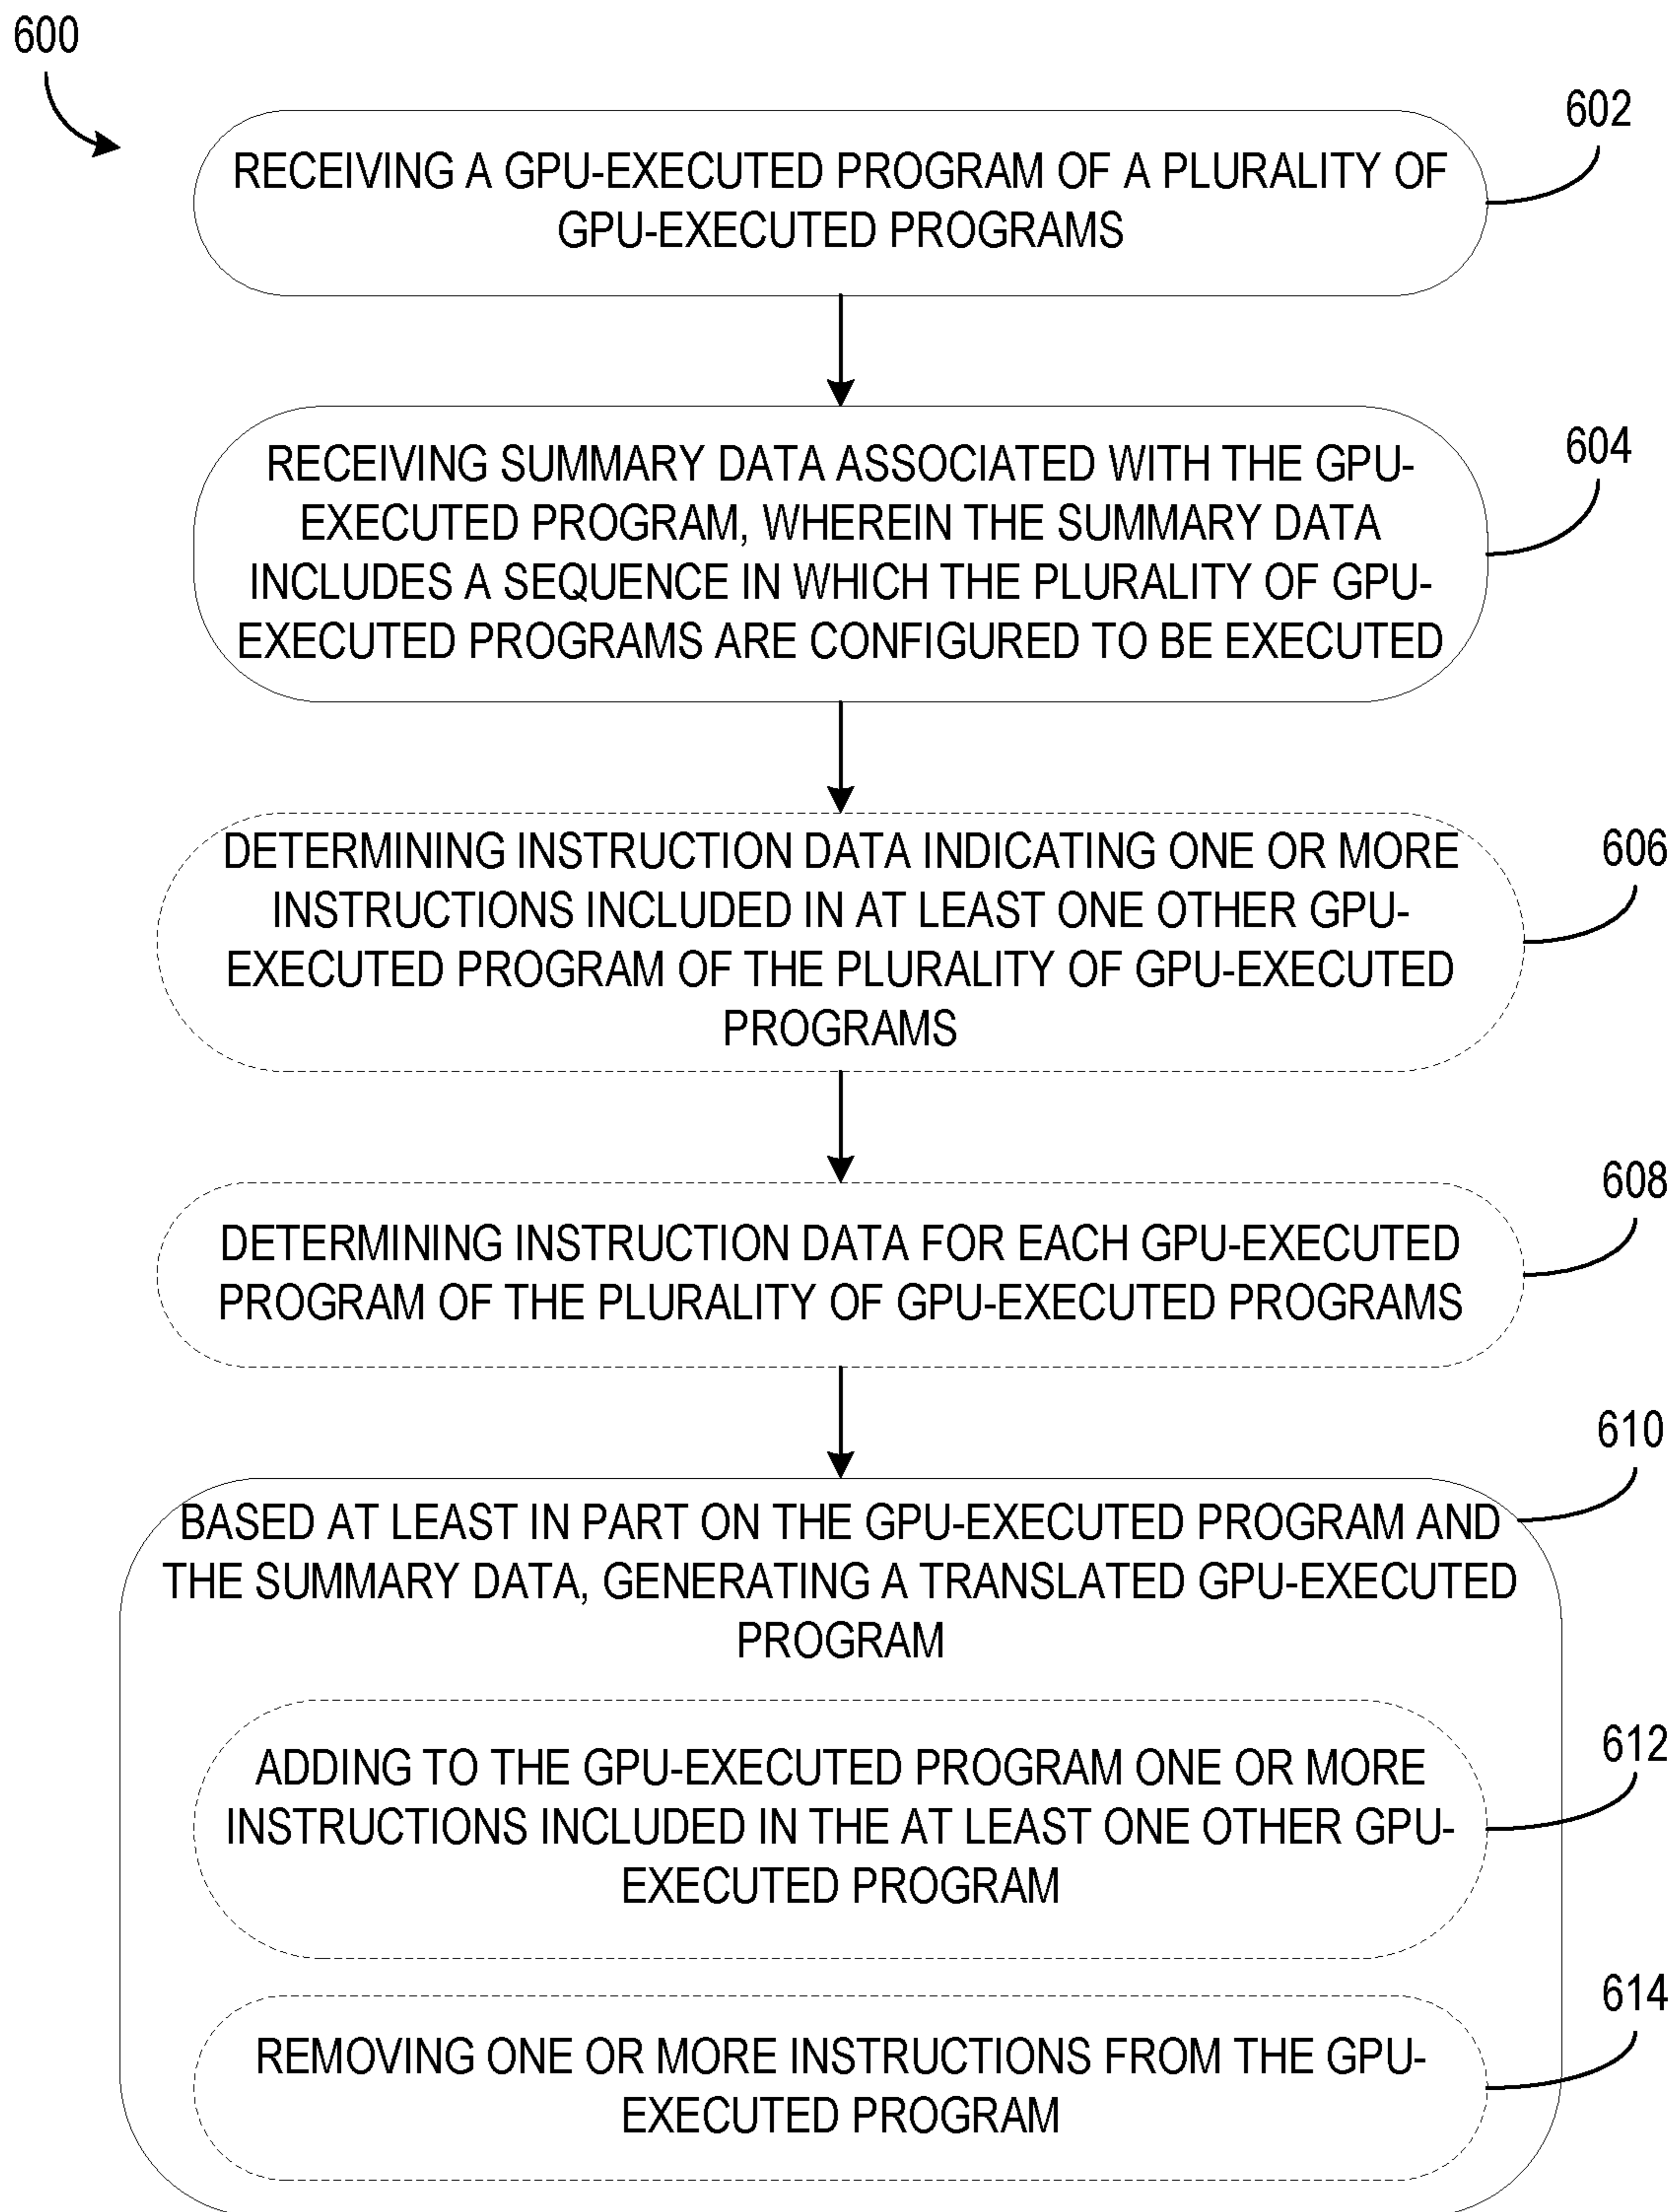 600
602
RECEIVING A GPU-EXECUTED PROGRAM OF A PLURALITY OF
GPU-EXECUTED PROGRAMS
604
RECEIVING SUMMARY DATA ASSOCIATED WITH THE GPU-
EXECUTED PROGRAM, WHEREIN THE SUMMARY DATA
INCLUDES A SEQUENCE IN WHICH THE PLURALITY OF GPU-
EXECUTED PROGRAMS ARE CONFIGURED TO BE EXECUTED
606
DETERMINING INSTRUCTION DATA INDICATING ONE OR MORE
INSTRUCTIONS INCLUDED IN AT LEAST ONE OTHER GPU-
EXECUTED PROGRAM OF THE PLURALITY OF GPU-EXECUTED
PROGRAMS
608
DETERMINING INSTRUCTION DATA FOR EACH GPU-EXECUTED
PROGRAM OF THE PLURALITY OF GPU-EXECUTED PROGRAMS
610
BASED AT LEAST IN PART ON THE GPU-EXECUTED PROGRAM AND
THE SUMMARY DATA, GENERATING A TRANSLATED GPU-EXECUTED
PROGRAM
612
ADDING TO THE GPU-EXECUTED PROGRAM ONE OR MORE
INSTRUCTIONS INCLUDED IN THE AT LEAST ONE OTHER GPU-
EXECUTED PROGRAM
614
REMOVING ONE OR MORE INSTRUCTIONS FROM THE GPU-
EXECUTED PROGRAM